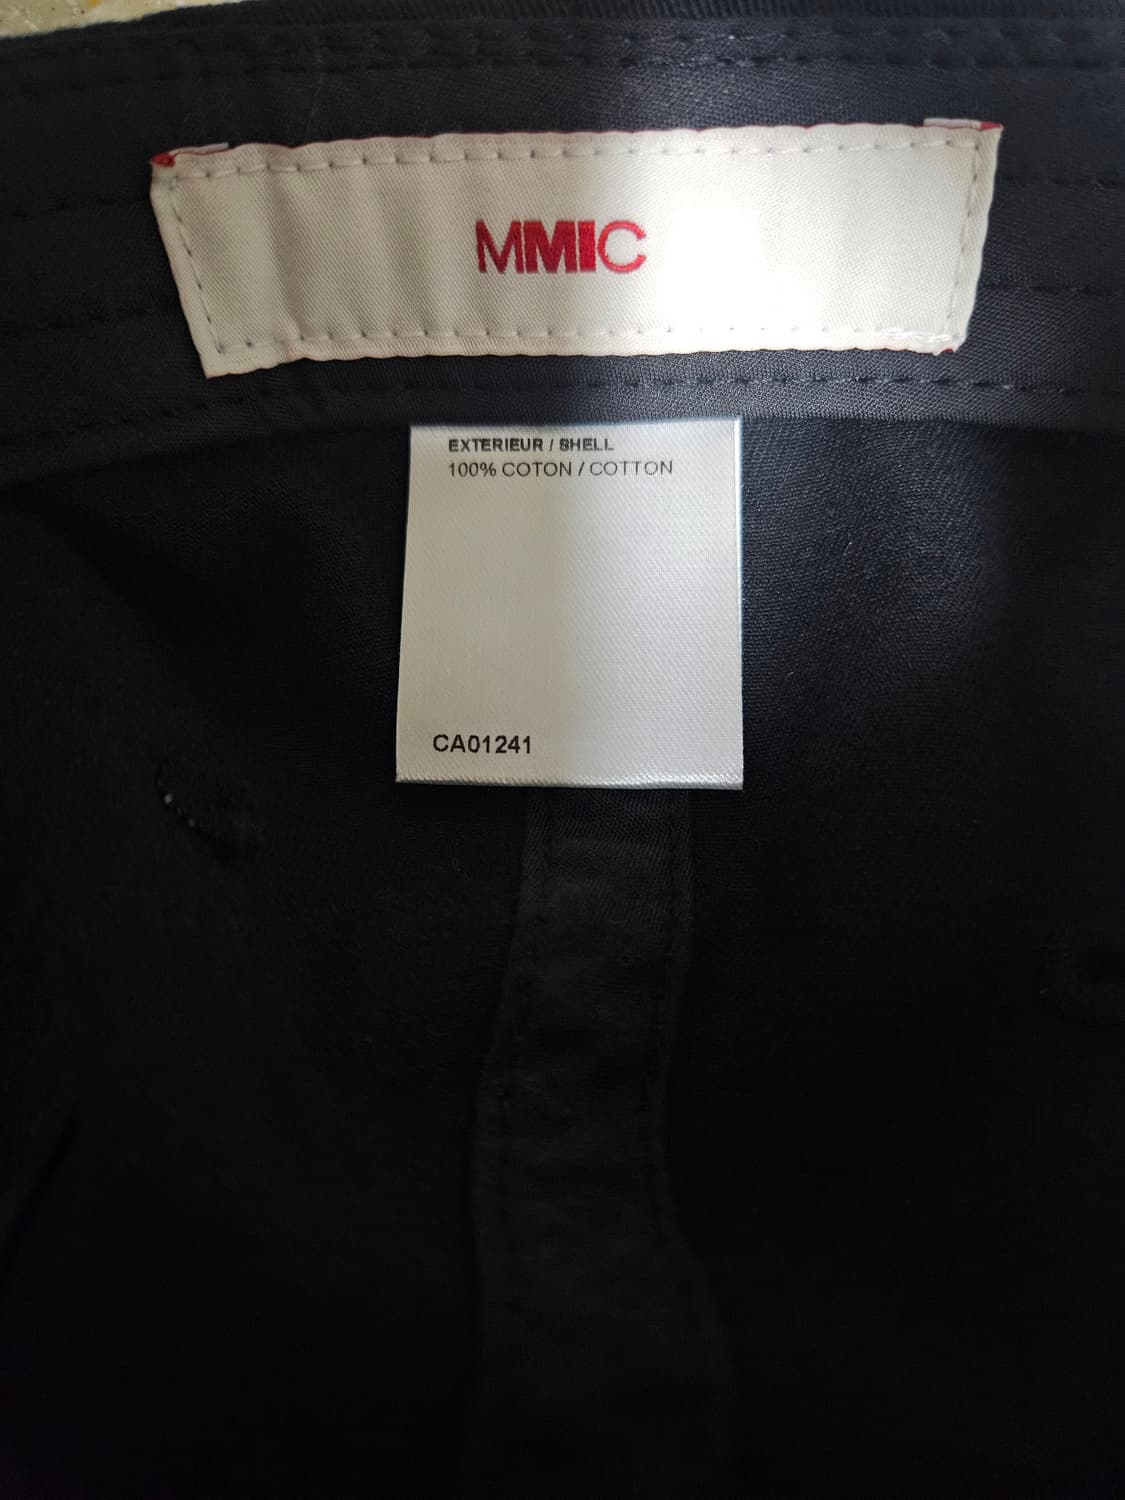 MMIC
EXTERIEUR / SHELL
100% COTON / COTTON
CA01241